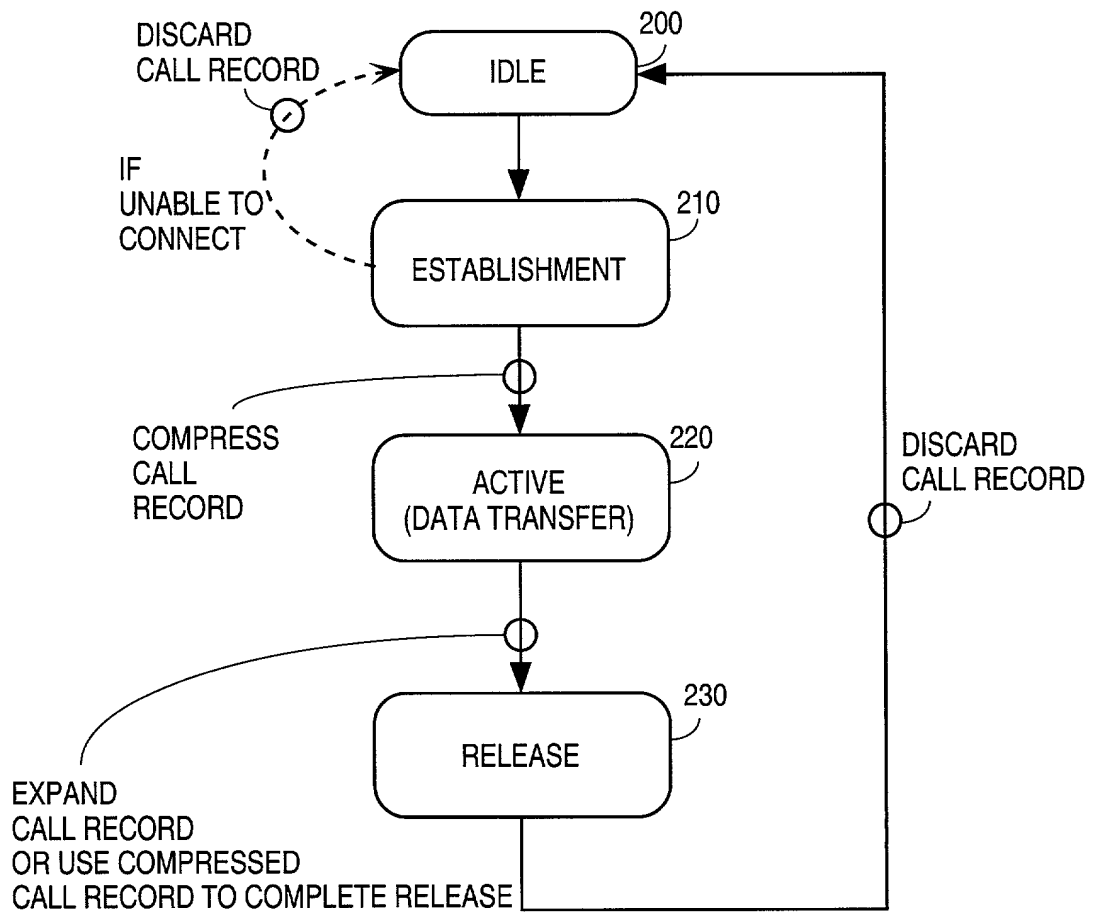 DISCARD
CALL RECORD
200
IDLE
IF
UNABLE TO
CONNECT
210
ESTABLISHMENT
COMPRESS
CALL
RECORD
220
ACTIVE
(DATA TRANSFER)
DISCARD
CALL RECORD
230
RELEASE
EXPAND
CALL RECORD
OR USE COMPRESSED
CALL RECORD TO COMPLETE RELEASE